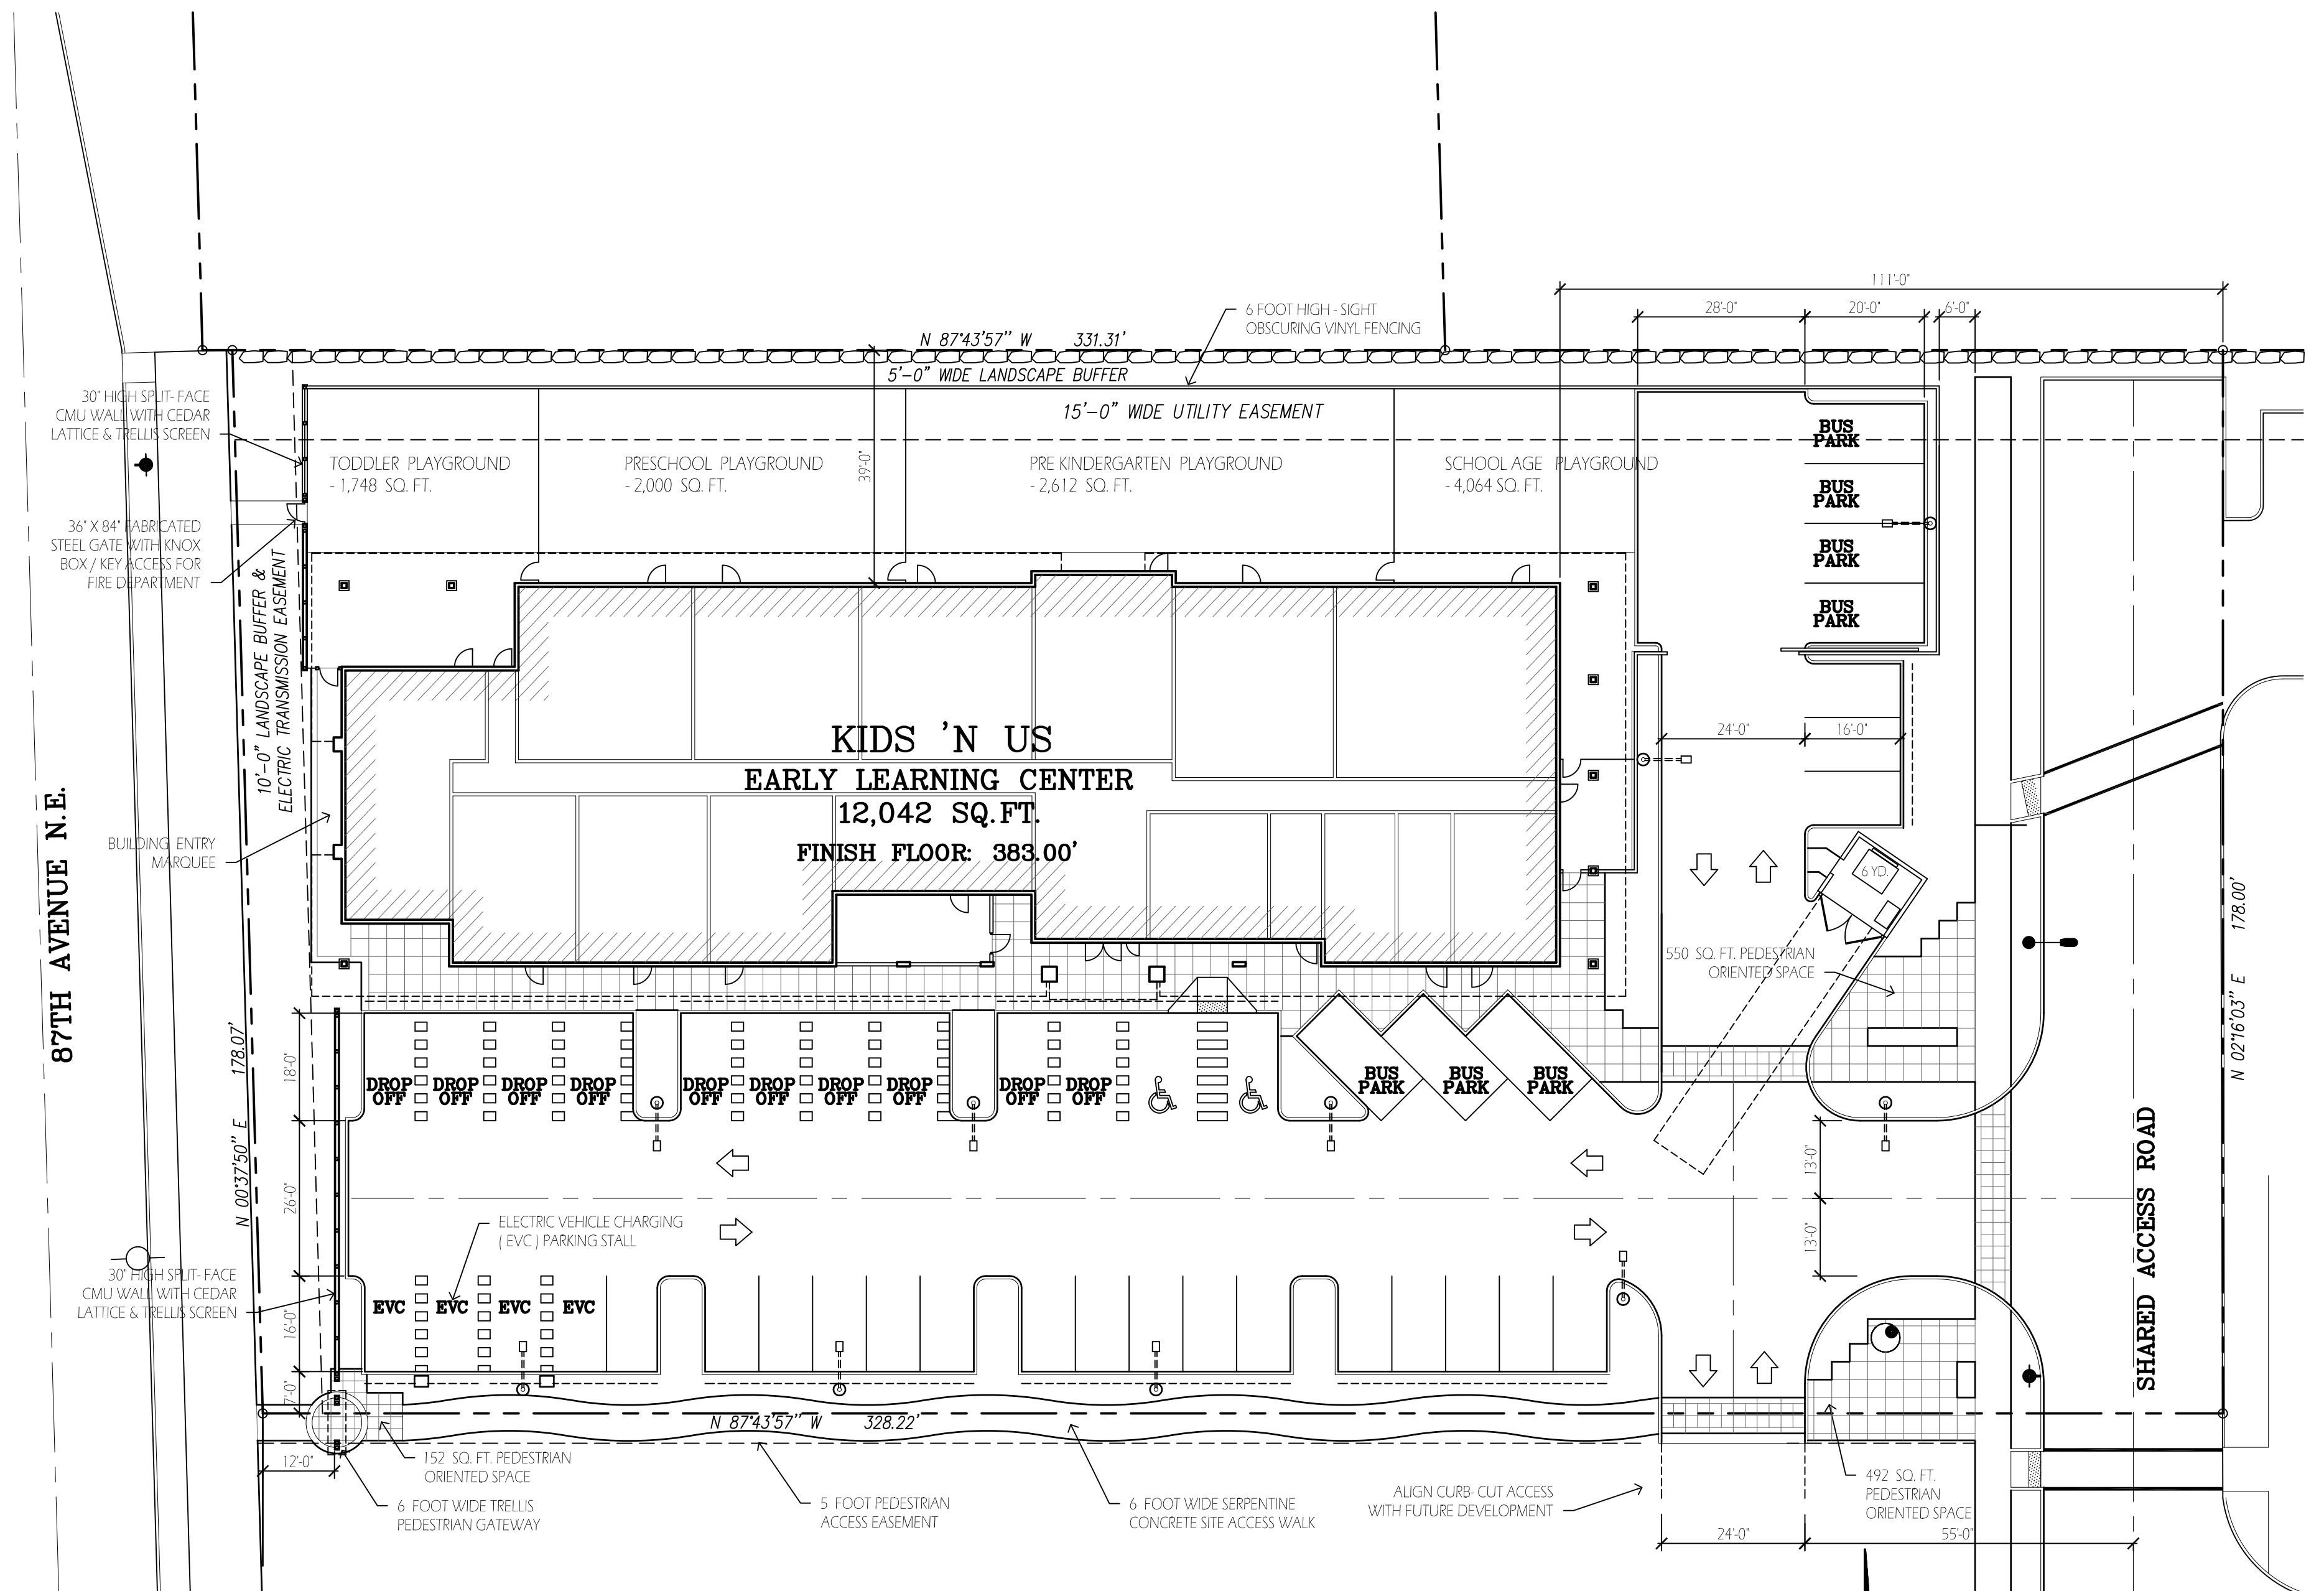 111'-0"
28'-0"
20'-0"
6'-0"
6 FOOT HIGH - SIGHT
OBSCURING VINYL FENCING
N 87°43'57" W 331.31'
5'-0" WIDE LANDSCAPE BUFFER
15'-0" WIDE UTILITY EASEMENT
30" HIGH SPLIT- FACE
CMU WALL WITH CEDAR
LATTICE & TRELLIS SCREEN
TODDLER PLAYGROUND
- 1,748 SQ. FT.
PRESCHOOL PLAYGROUND
- 2,000 SQ. FT.
39'-0"
PRE KINDERGARTEN PLAYGROUND
- 2,612 SQ. FT.
SCHOOL AGE PLAYGROUND
- 4,064 SQ. FT.
BUS
PARK
BUS
PARK
BUS
PARK
BUS
PARK
36" X 84" FABRICATED
STEEL GATE WITH KNOX
BOX / KEY ACCESS FOR
FIRE DEPARTMENT
10'-0" LANDSCAPE BUFFER &
ELECTRIC TRANSMISSION EASEMENT
KIDS 'N US
EARLY LEARNING CENTER
12,042 SQ.FT.
FINISH FLOOR: 383.00'
24'-0"
16'-0"
BUILDING ENTRY
MARQUEE
87TH AVENUE N.E.
6 YD.
550 SQ. FT. PEDESTRIAN
ORIENTED SPACE
N 02°16'03" E 178.00'
N 00°37'50" E 178.07'
18'-0"
DROP
OFF
DROP
OFF
DROP
OFF
DROP
OFF
DROP
OFF
DROP
OFF
DROP
OFF
DROP
OFF
DROP
OFF
DROP
OFF
BUS
PARK
BUS
PARK
BUS
PARK
26'-0"
13'-0"
13'-0"
SHARED ACCESS ROAD
ELECTRIC VEHICLE CHARGING
( EVC ) PARKING STALL
30" HIGH SPLIT- FACE
CMU WALL WITH CEDAR
LATTICE & TRELLIS SCREEN
16'-0"
EVC
EVC
EVC
EVC
7'-0"
N 87°43'57" W 328.22'
12'-0"
152 SQ. FT. PEDESTRIAN
ORIENTED SPACE
6 FOOT WIDE TRELLIS
PEDESTRIAN GATEWAY
5 FOOT PEDESTRIAN
ACCESS EASEMENT
6 FOOT WIDE SERPENTINE
CONCRETE SITE ACCESS WALK
ALIGN CURB- CUT ACCESS
WITH FUTURE DEVELOPMENT
492 SQ. FT.
PEDESTRIAN
ORIENTED SPACE
24'-0"
55'-0"